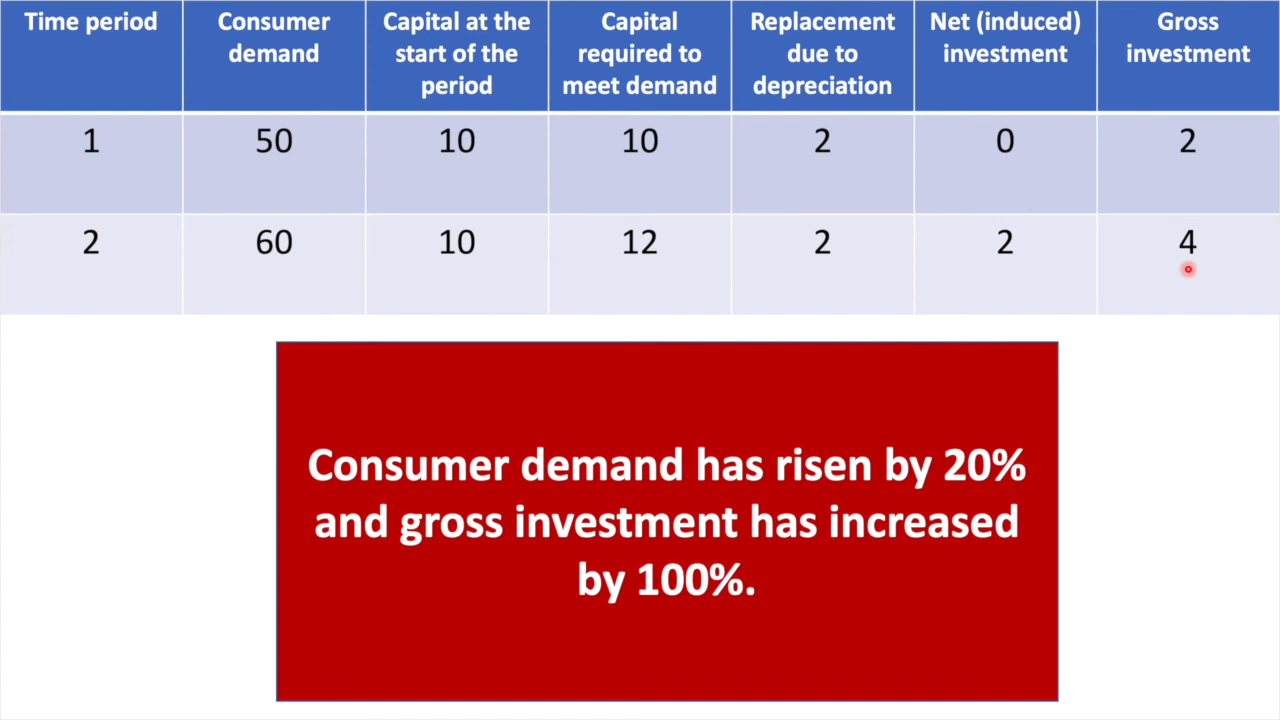 Time period Consumer demand Capital at the start of the period Capital required to meet demand Replacement due to depreciation Net (induced) investment Gross investment
1 50 10 10 2 0 2
2 60 10 12 2 2 4
Consumer demand has risen by 20%
and gross investment has increased
by 100%.